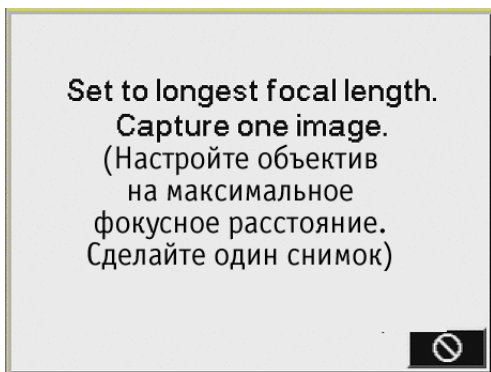 Set to longest focal length.
Capture one image.
(Настройте объектив
на максимальное
фокусное расстояние.
Сделайте один снимок)